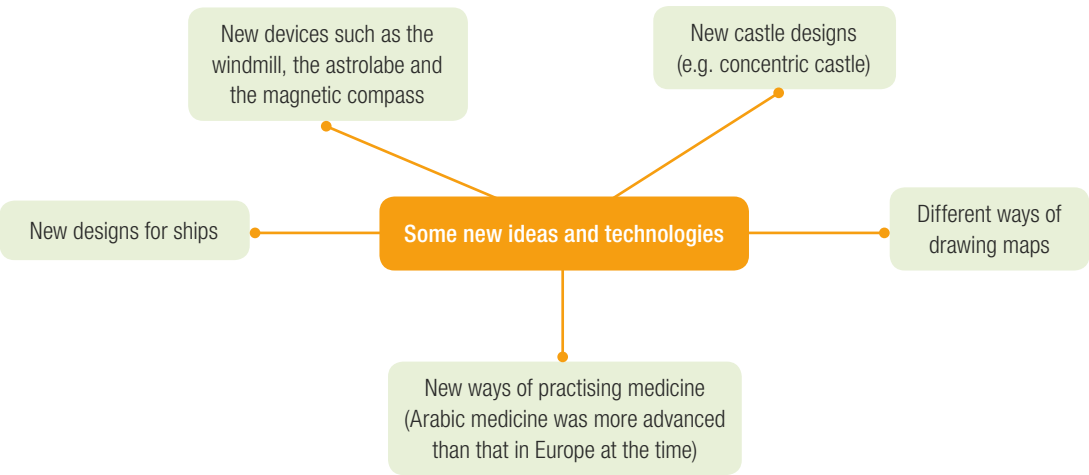 New devices such as the
windmill, the astrolabe and
the magnetic compass
New castle designs
(e.g. concentric castle)
New designs for ships
Some new ideas and technologies
Different ways of
drawing maps
New ways of practising medicine
(Arabic medicine was more advanced
than that in Europe at the time)